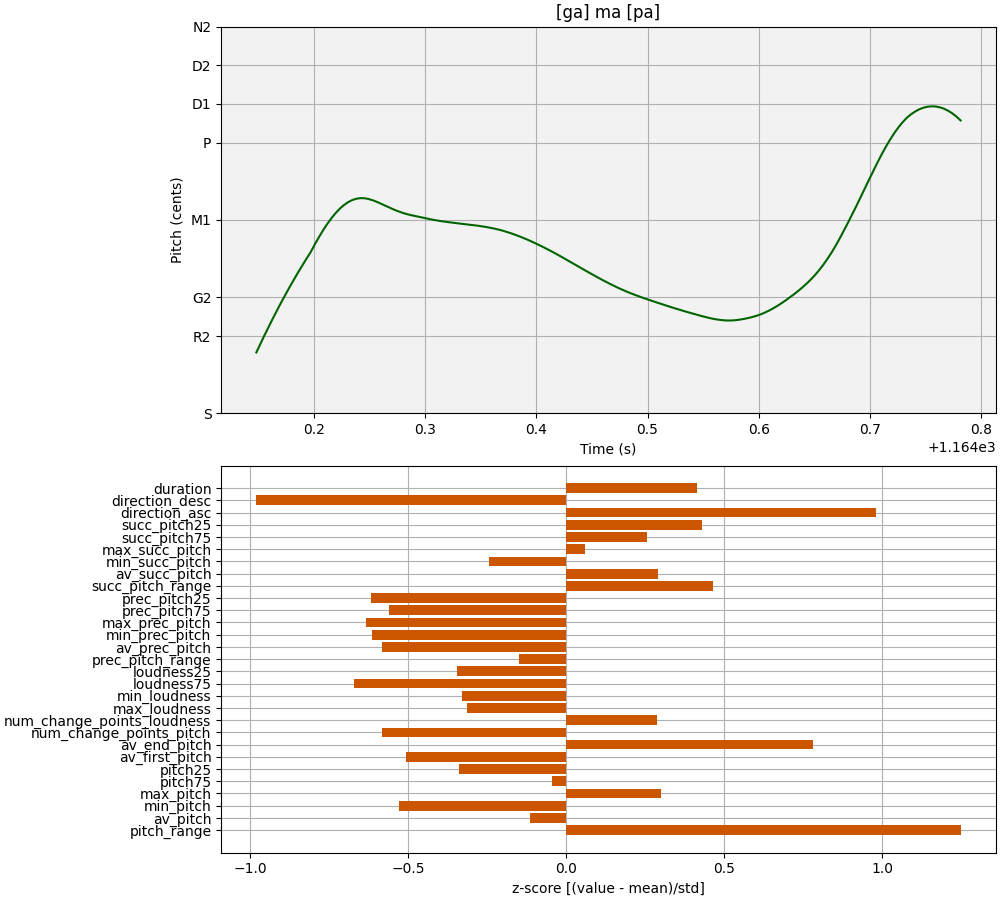 [ga] ma [pa]
N2
D2
D1
P
M1
G2
R2
S
Pitch (cents)
0.2 0.3 0.4 0.5 0.6 0.7 0.8
Time (s)
+1.164e3
duration
direction_desc
direction_asc
succ_pitch25
succ_pitch75
max_succ_pitch
min_succ_pitch
av_succ_pitch
succ_pitch_range
prec_pitch25
prec_pitch75
max_prec_pitch
min_prec_pitch
av_prec_pitch
prec_pitch_range
loudness25
loudness75
min_loudness
max_loudness
num_change_points_loudness
num_change_points_pitch
av_end_pitch
av_first_pitch
pitch25
pitch75
max_pitch
min_pitch
av_pitch
pitch_range
−1.0 −0.5 0.0 0.5 1.0
z-score [(value - mean)/std]